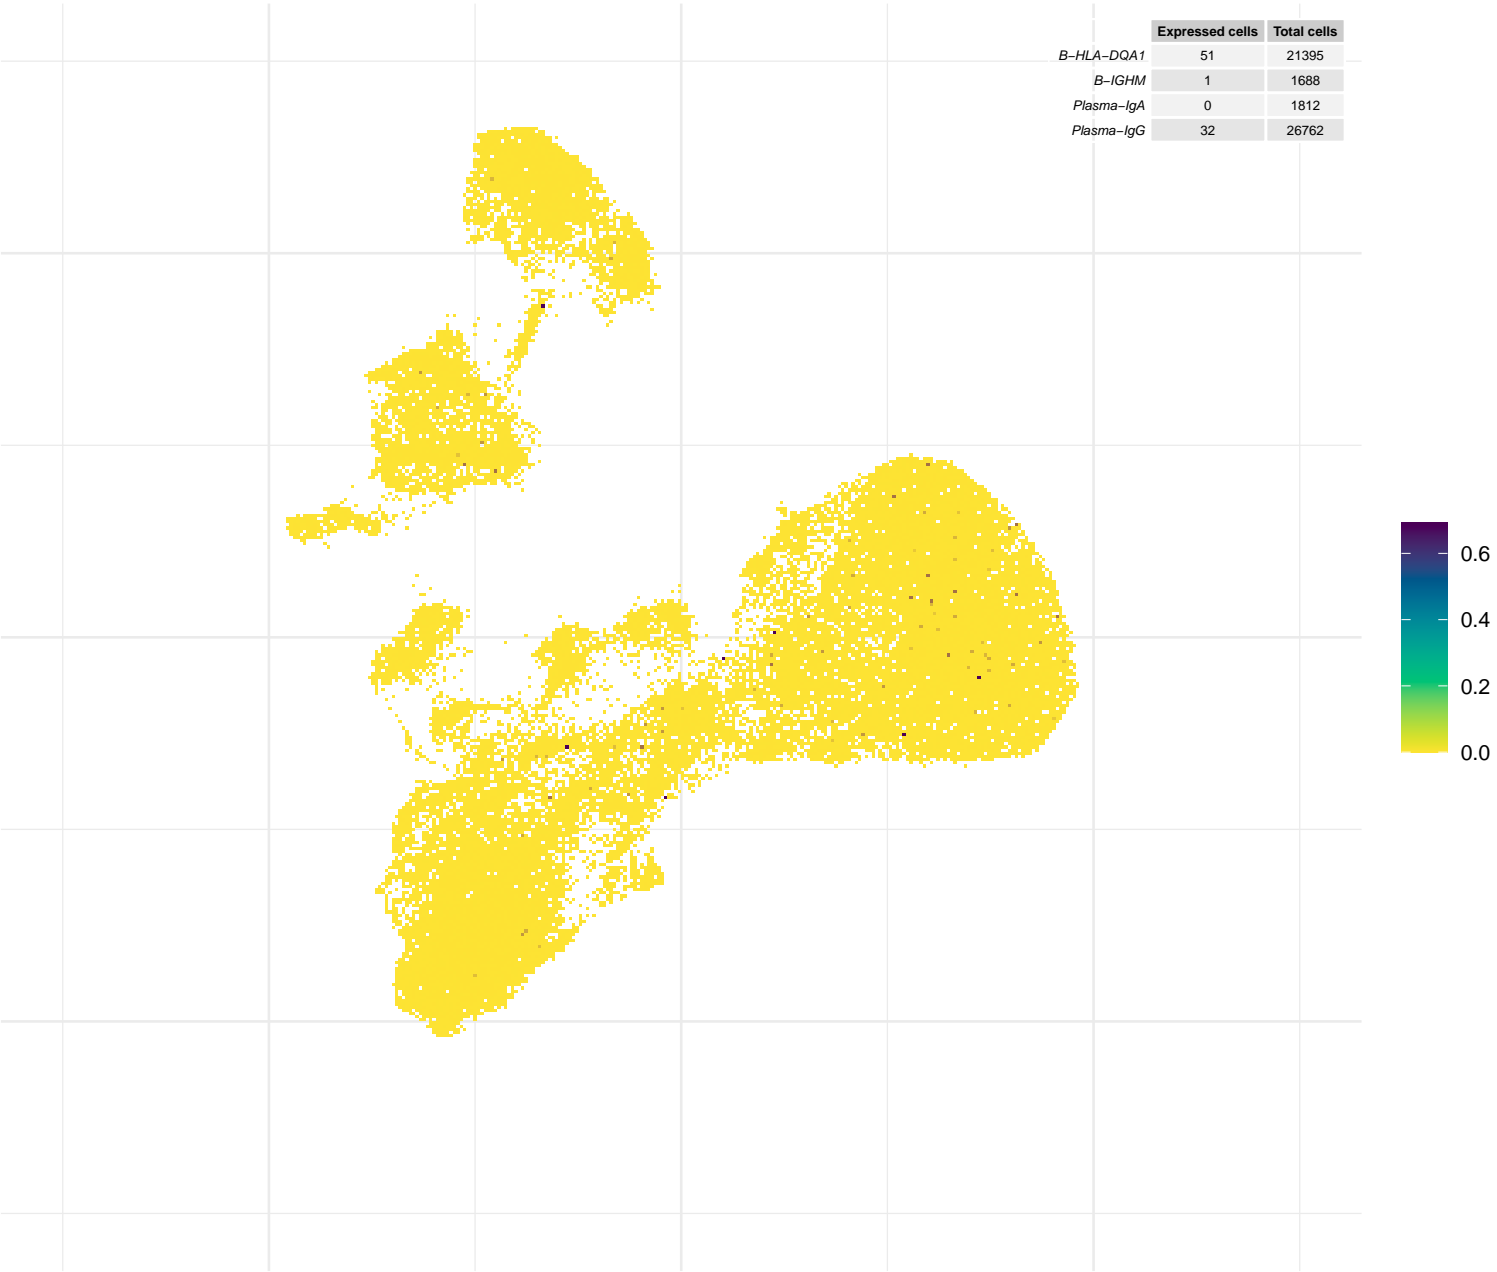 Expressed cells Total cells
B−HLA−DQA1 51 21395
B−IGHM 1 1688
Plasma−IgA 0 1812
Plasma−IgG 32 26762
0.6
0.4
0.2
0.0